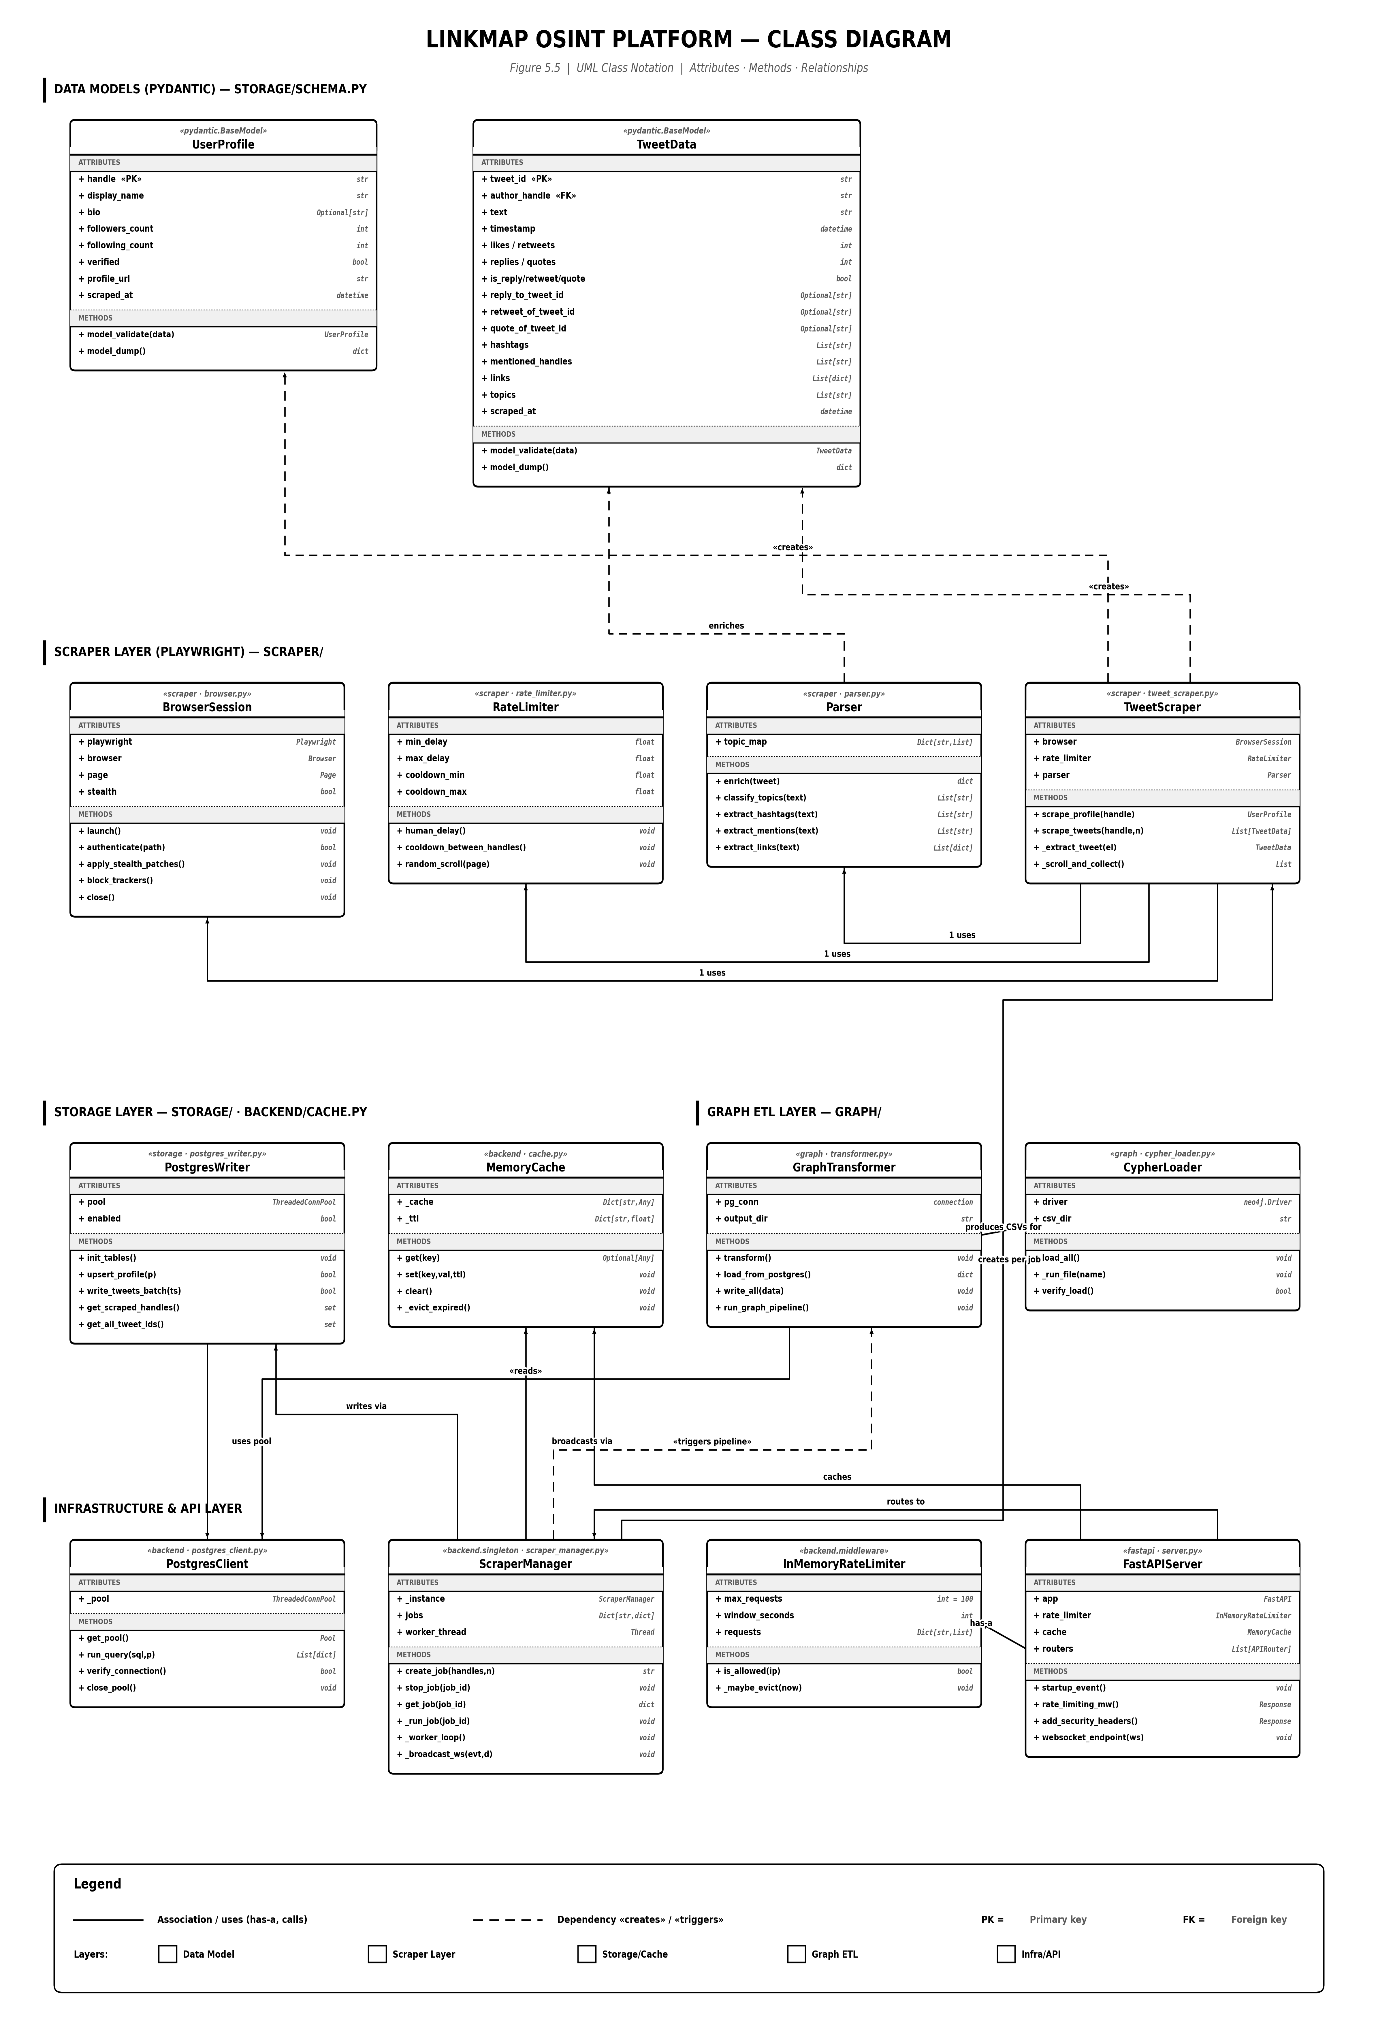 LINKMAP OSINT PLATFORM — CLASS DIAGRAM
Figure 5.5 | UML Class Notation | Attributes · Methods · Relationships
DATA MODELS (PYDANTIC) — STORAGE/SCHEMA.PY
«pydantic.BaseModel»
UserProfile
ATTRIBUTES
+ handle «PK» str
+ display_name str
+ bio Optional[str]
+ followers_count int
+ following_count int
+ verified bool
+ profile_url str
+ scraped_at datetime
METHODS
+ model_validate(data) UserProfile
+ model_dump() dict
«pydantic.BaseModel»
TweetData
ATTRIBUTES
+ tweet_id «PK» str
+ author_handle «FK» str
+ text str
+ timestamp datetime
+ likes / retweets int
+ replies / quotes int
+ is_reply/retweet/quote bool
+ reply_to_tweet_id Optional[str]
+ retweet_of_tweet_id Optional[str]
+ quote_of_tweet_id Optional[str]
+ hashtags List[str]
+ mentioned_handles List[str]
+ links List[dict]
+ topics List[str]
+ scraped_at datetime
METHODS
+ model_validate(data) TweetData
+ model_dump() dict
«creates»
«creates»
enriches
SCRAPER LAYER (PLAYWRIGHT) — SCRAPER/
«scraper · browser.py»
BrowserSession
ATTRIBUTES
+ playwright Playwright
+ browser Browser
+ page Page
+ stealth bool
METHODS
+ launch() void
+ authenticate(path) bool
+ apply_stealth_patches() void
+ block_trackers() void
+ close() void
«scraper · rate_limiter.py»
RateLimiter
ATTRIBUTES
+ min_delay float
+ max_delay float
+ cooldown_min float
+ cooldown_max float
METHODS
+ human_delay() void
+ cooldown_between_handles() void
+ random_scroll(page) void
«scraper · parser.py»
Parser
ATTRIBUTES
+ topic_map Dict[str,List]
METHODS
+ enrich(tweet) dict
+ classify_topics(text) List[str]
+ extract_hashtags(text) List[str]
+ extract_mentions(text) List[str]
+ extract_links(text) List[dict]
«scraper · tweet_scraper.py»
TweetScraper
ATTRIBUTES
+ browser BrowserSession
+ rate_limiter RateLimiter
+ parser Parser
METHODS
+ scrape_profile(handle) UserProfile
+ scrape_tweets(handle,n) List[TweetData]
+ _extract_tweet(el) TweetData
+ _scroll_and_collect() List
1 uses
1 uses
1 uses
STORAGE LAYER — STORAGE/ · BACKEND/CACHE.PY
GRAPH ETL LAYER — GRAPH/
«storage · postgres_writer.py»
PostgresWriter
ATTRIBUTES
+ pool ThreadedConnPool
+ enabled bool
METHODS
+ init_tables() void
+ upsert_profile(p) bool
+ write_tweets_batch(ts) bool
+ get_scraped_handles() set
+ get_all_tweet_ids() set
«backend · cache.py»
MemoryCache
ATTRIBUTES
+ _cache Dict[str,Any]
+ _ttl Dict[str,float]
METHODS
+ get(key) Optional[Any]
+ set(key,val,ttl) void
+ clear() void
+ _evict_expired() void
«graph · transformer.py»
GraphTransformer
ATTRIBUTES
+ pg_conn connection
+ output_dir str
METHODS
+ transform() void
+ load_from_postgres() dict
+ write_all(data) void
+ run_graph_pipeline() void
produces CSVs for
creates per job
«graph · cypher_loader.py»
CypherLoader
ATTRIBUTES
+ driver neo4j.Driver
+ csv_dir str
METHODS
load_all() void
+ _run_file(name) void
+ verify_load() bool
«reads»
writes via
uses pool
broadcasts via
«triggers pipeline»
caches
routes to
INFRASTRUCTURE & API LAYER
«backend · postgres_client.py»
PostgresClient
ATTRIBUTES
+ _pool ThreadedConnPool
METHODS
+ get_pool() Pool
+ run_query(sql,p) List[dict]
+ verify_connection() bool
+ close_pool() void
«backend.singleton · scraper_manager.py»
ScraperManager
ATTRIBUTES
+ _instance ScraperManager
+ jobs Dict[str,dict]
+ worker_thread Thread
METHODS
+ create_job(handles,n) str
+ stop_job(job_id) void
+ get_job(job_id) dict
+ _run_job(job_id) void
+ _worker_loop() void
+ _broadcast_ws(evt,d) void
«backend.middleware»
InMemoryRateLimiter
ATTRIBUTES
+ max_requests int = 100
+ window_seconds int
+ requests Dict[str,List]
METHODS
+ is_allowed(ip) bool
+ _maybe_evict(now) void
has-a
«fastapi · server.py»
FastAPIServer
ATTRIBUTES
+ app FastAPI
+ rate_limiter InMemoryRateLimiter
+ cache MemoryCache
+ routers List[APIRouter]
METHODS
+ startup_event() void
+ rate_limiting_mw() Response
+ add_security_headers() Response
+ websocket_endpoint(ws) void
Legend
Association / uses (has-a, calls)
Dependency «creates» / «triggers»
PK = Primary key
FK = Foreign key
Layers: Data Model Scraper Layer Storage/Cache Graph ETL Infra/API